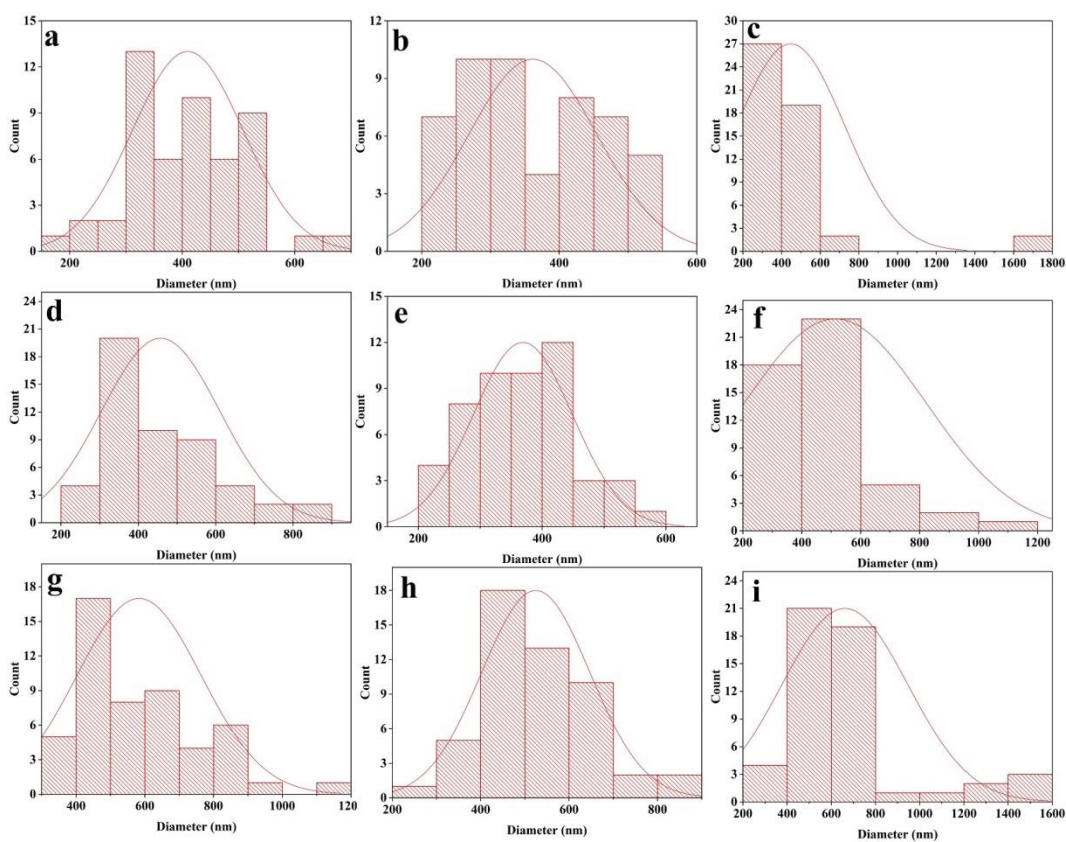 a
15
12
9
6
3
0
Count
200 400 600
Diameter (nm)
b
12
9
6
3
0
Count
200 400 600
Diameter (nm)
c
30
27
24
21
18
15
12
9
6
3
0
Count
200 400 600 800 1000 1200 1400 1600 1800
Diameter (nm)
d
24
21
18
15
12
9
6
3
0
Count
200 400 600 800
Diameter (nm)
e
15
12
9
6
3
0
Count
200 400 600
Diameter (nm)
f
24
21
18
15
12
9
6
3
0
Count
200 400 600 800 1000 1200
Diameter (nm)
g
18
15
12
9
6
3
0
Count
400 600 800 1000 1200
Diameter (nm)
h
18
15
12
9
6
3
0
Count
200 400 600 800
Diameter (nm)
i
24
21
18
15
12
9
6
3
0
Count
200 400 600 800 1000 1200 1400 1600
Diameter (nm)